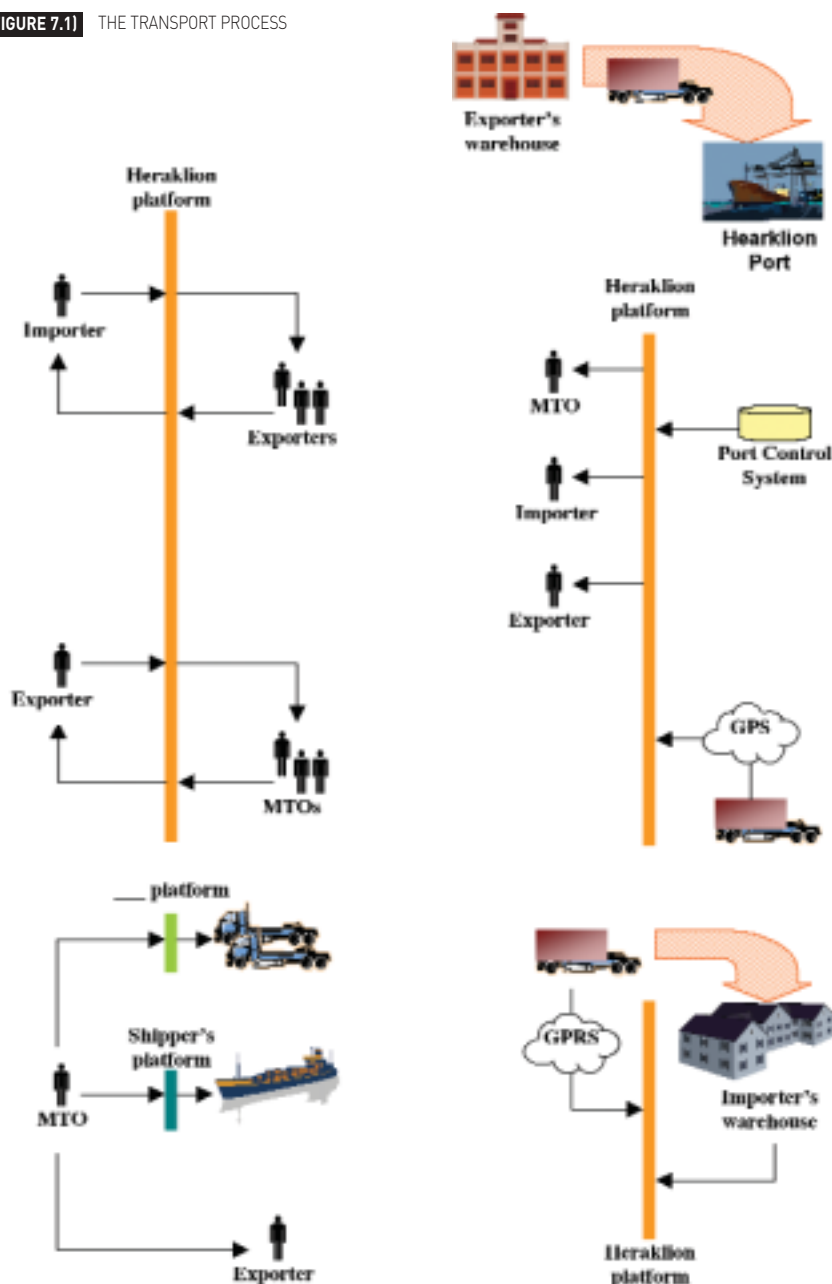 IGURE 7.1) THE TRANSPORT PROCESS
Exporter's
warehouse
Hearklion
Port
Heraklion
platform
Importer
Exporters
Exporter
MTOs
Heraklion
platform
MTO
Port Control
System
Importer
Exporter
GPS
___ platform
Shipper's
platform
MTO
Exporter
GPRS
Importer's
warehouse
Heraklion
platform